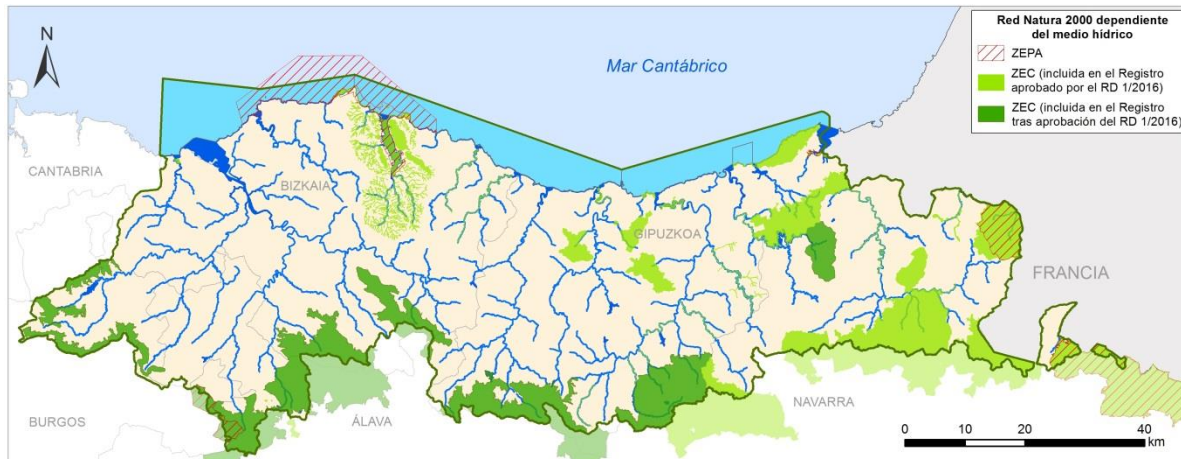 N
Mar Cantábrico
Red Natura 2000 dependiente
del medio hídrico
ZEPA
ZEC (incluida en el Registro
aprobado por el RD 1/2016)
ZEC (incluida en el Registro
tras aprobación del RD 1/2016)
CANTABRIA
BIZKAIA
GIPUZKOA
FRANCIA
BURGOS
ÁLAVA
NAVARRA
0 10 20 40
km